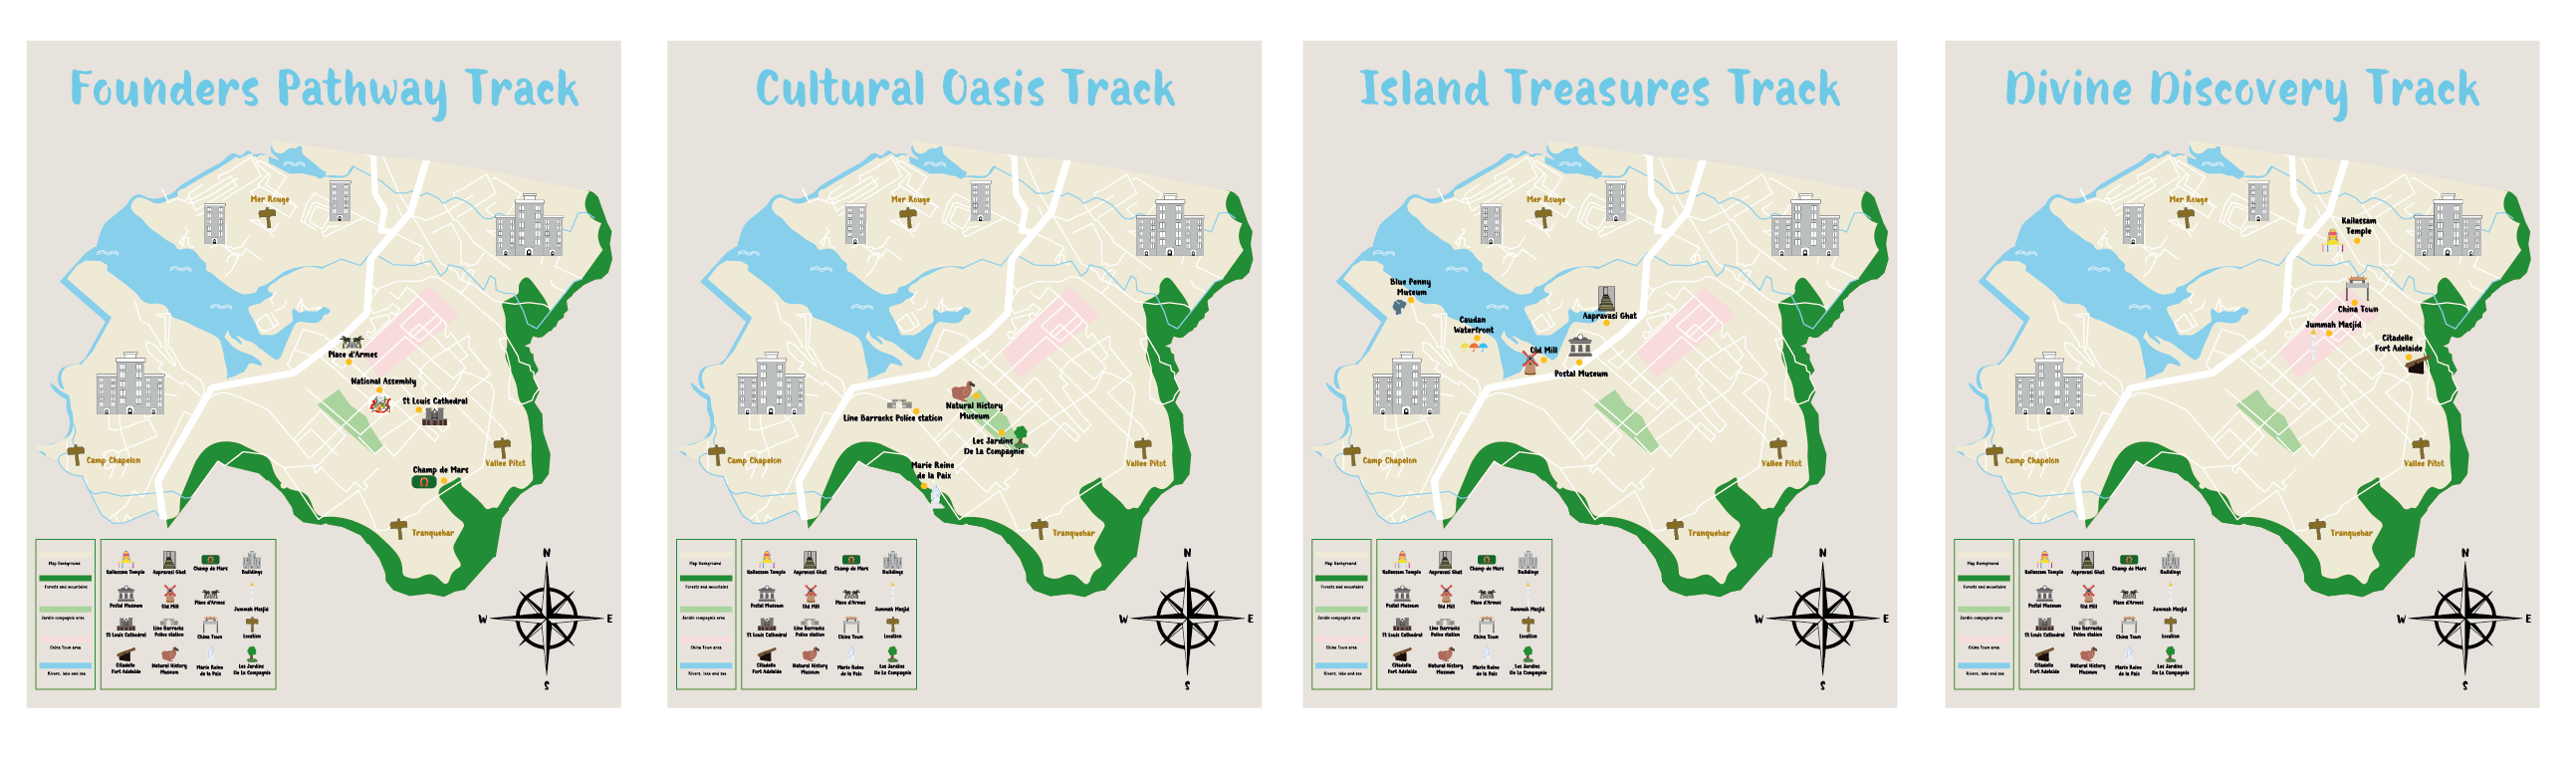 Founders Pathway Track
Mer Rouge
Place d'Armes
National Assembly
St Louis Cathedral
Camp Chapelon
Vallee Pitot
Champ de Mars
Tranquebar
Map Background
Forests and mountains
Jardin compagnie area
China Town area
Rivers, lake and sea
Kailassam Temple
Aapravasi Ghat
Champ de Mars
Buildings
Postal Museum
Old Mill
Place d'Armes
Jummah Masjid
St Louis Cathedral
Line Barracks
Police station
China Town
Location
Citadelle
Fort Adelaide
Natural History
Museum
Marie Reine
de la Paix
Les Jardins
De La Compagnie
N
W
E
S
Cultural Oasis Track
Mer Rouge
Natural History
Museum
Line Barracks Police station
Les Jardins
De La Compagnie
Camp Chapelon
Marie Reine
de la Paix
Vallee Pitot
Tranquebar
Map Background
Forests and mountains
Jardin compagnie area
China Town area
Rivers, lake and sea
Kailassam Temple
Aapravasi Ghat
Champ de Mars
Buildings
Postal Museum
Old Mill
Place d'Armes
Jummah Masjid
St Louis Cathedral
Line Barracks
Police station
China Town
Location
Citadelle
Fort Adelaide
Natural History
Museum
Marie Reine
de la Paix
Les Jardins
De La Compagnie
N
W
E
S
Island Treasures Track
Mer Rouge
Blue Penny
Museum
Caudan
Waterfront
Aapravasi Ghat
Old Mill
Postal Museum
Camp Chapelon
Vallee Pitot
Tranquebar
Map Background
Forests and mountains
Jardin compagnie area
China Town area
Rivers, lake and sea
Kailassam Temple
Aapravasi Ghat
Champ de Mars
Buildings
Postal Museum
Old Mill
Place d'Armes
Jummah Masjid
St Louis Cathedral
Line Barracks
Police station
China Town
Location
Citadelle
Fort Adelaide
Natural History
Museum
Marie Reine
de la Paix
Les Jardins
De La Compagnie
N
W
E
S
Divine Discovery Track
Mer Rouge
Kailassam
Temple
China Town
Jummah Masjid
Citadelle
Fort Adelaide
Camp Chapelon
Vallee Pitot
Tranquebar
Map Background
Forests and mountains
Jardin compagnie area
China Town area
Rivers, lake and sea
Kailassam Temple
Aapravasi Ghat
Champ de Mars
Buildings
Postal Museum
Old Mill
Place d'Armes
Jummah Masjid
St Louis Cathedral
Line Barracks
Police station
China Town
Location
Citadelle
Fort Adelaide
Natural History
Museum
Marie Reine
de la Paix
Les Jardins
De La Compagnie
N
W
E
S